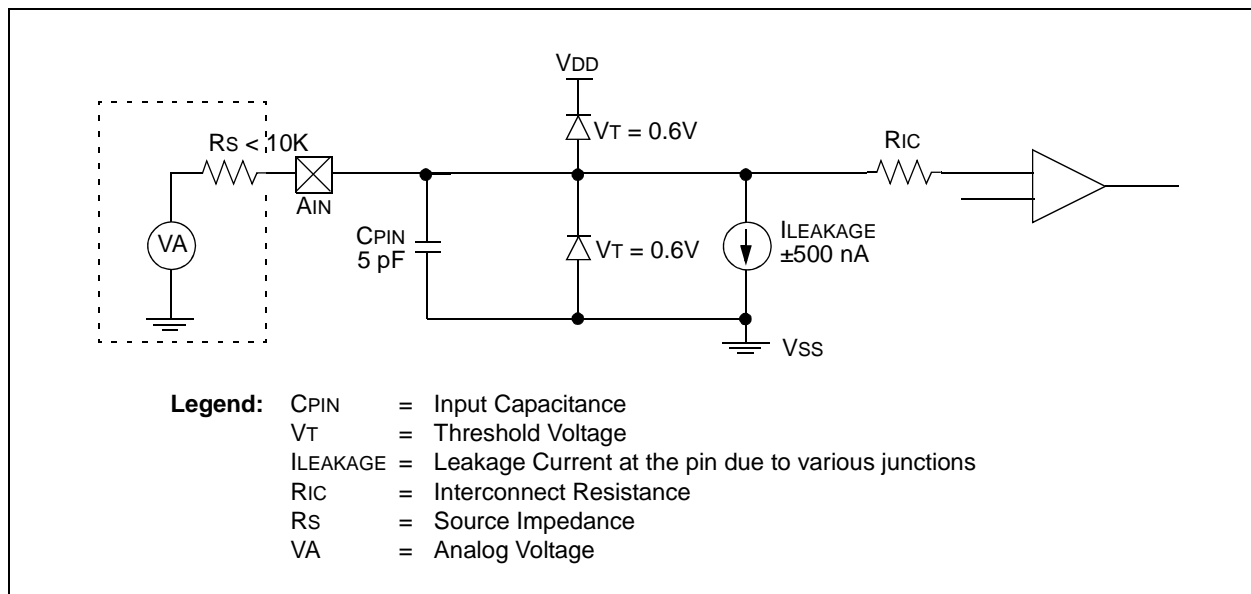 VDD
RS < 10K
VT = 0.6V
RIC
AIN
VA
CPIN
5 pF
VT = 0.6V
ILEAKAGE
±500 nA
VSS
Legend: CPIN = Input Capacitance
VT = Threshold Voltage
ILEAKAGE = Leakage Current at the pin due to various junctions
RIC = Interconnect Resistance
RS = Source Impedance
VA = Analog Voltage